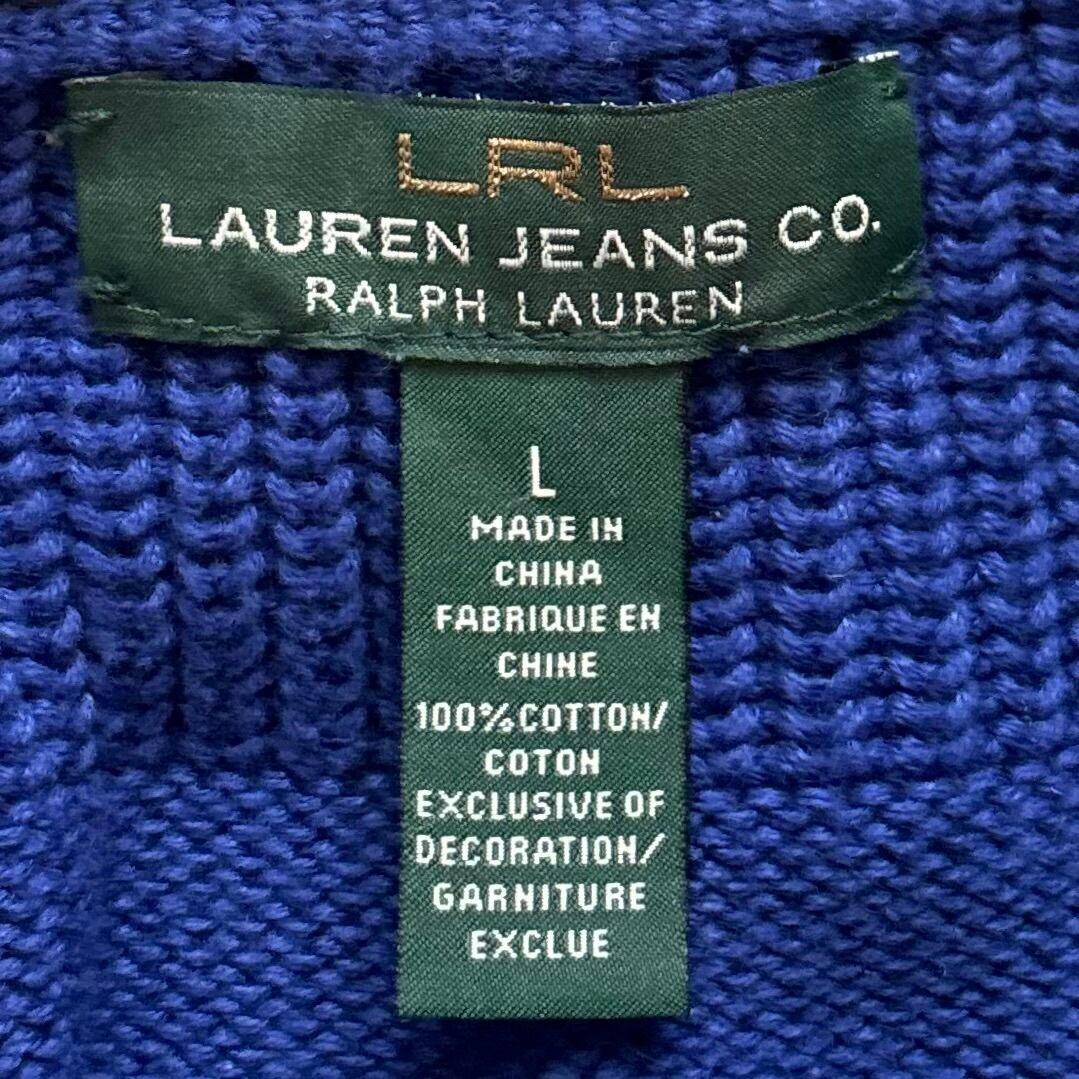 LRL
LAUREN JEANS CO.
RALPH LAUREN
L
MADE IN
CHINA
FABRIQUE EN
CHINE
100%COTTON/
COTON
EXCLUSIVE OF
DECORATION/
GARNITURE
EXCLUE